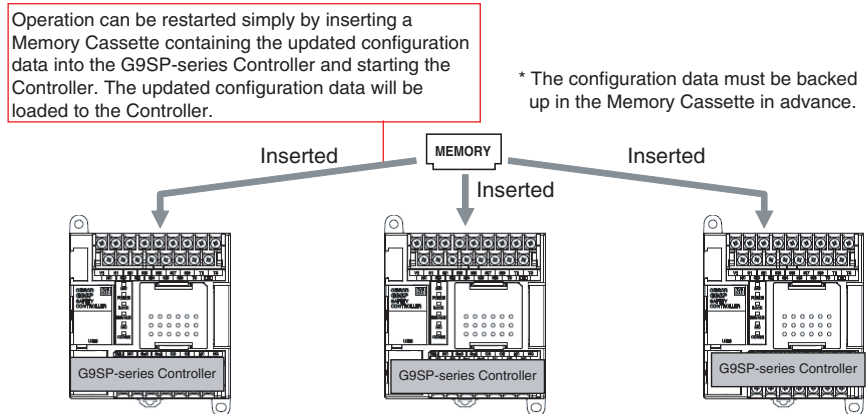 Operation can be restarted simply by inserting a
Memory Cassette containing the updated configuration
data into the G9SP-series Controller and starting the
Controller. The updated configuration data will be
loaded to the Controller.
* The configuration data must be backed
up in the Memory Cassette in advance.
MEMORY
Inserted
Inserted
Inserted
G9SP-series Controller
G9SP-series Controller
G9SP-series Controller